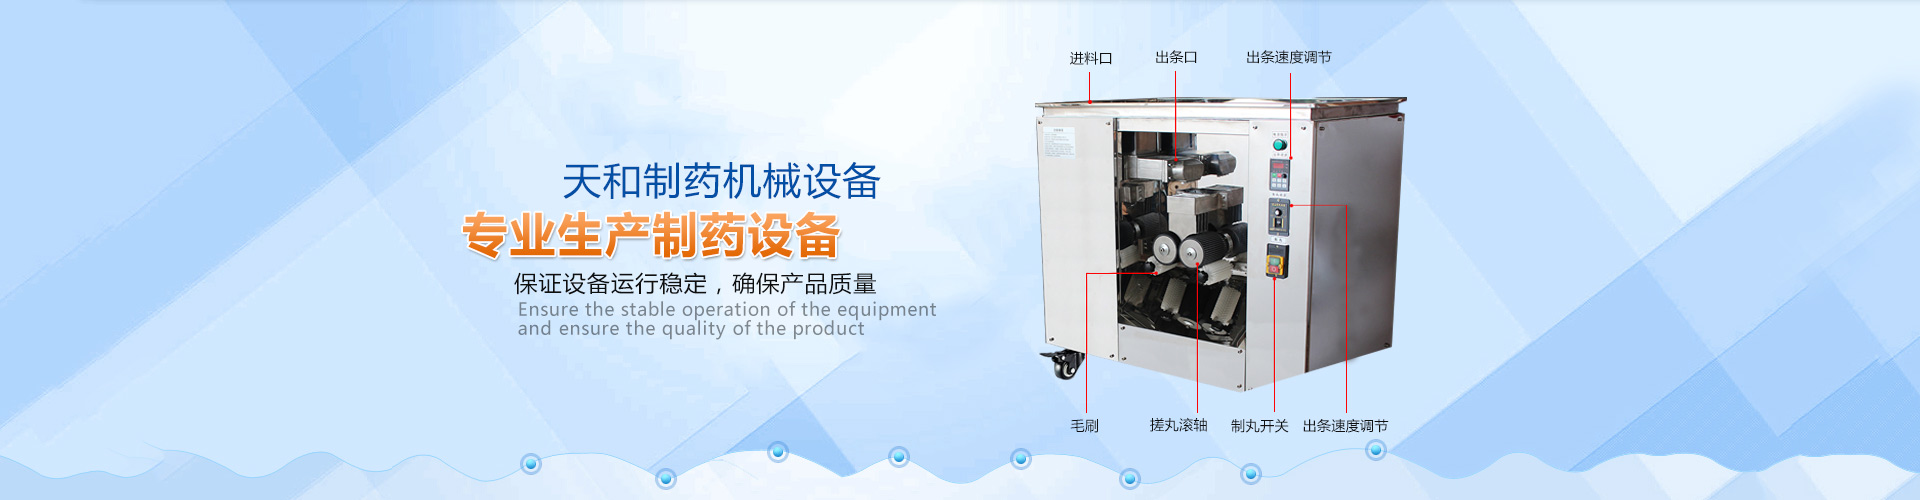 进料口
出条口
出条速度调节
天和制药机械设备
专业生产制药设备
保证设备运行稳定，确保产品质量
Ensure the stable operation of the equipment
and ensure the quality of the product
毛刷
搓丸滚轴
制丸开关
出条速度调节